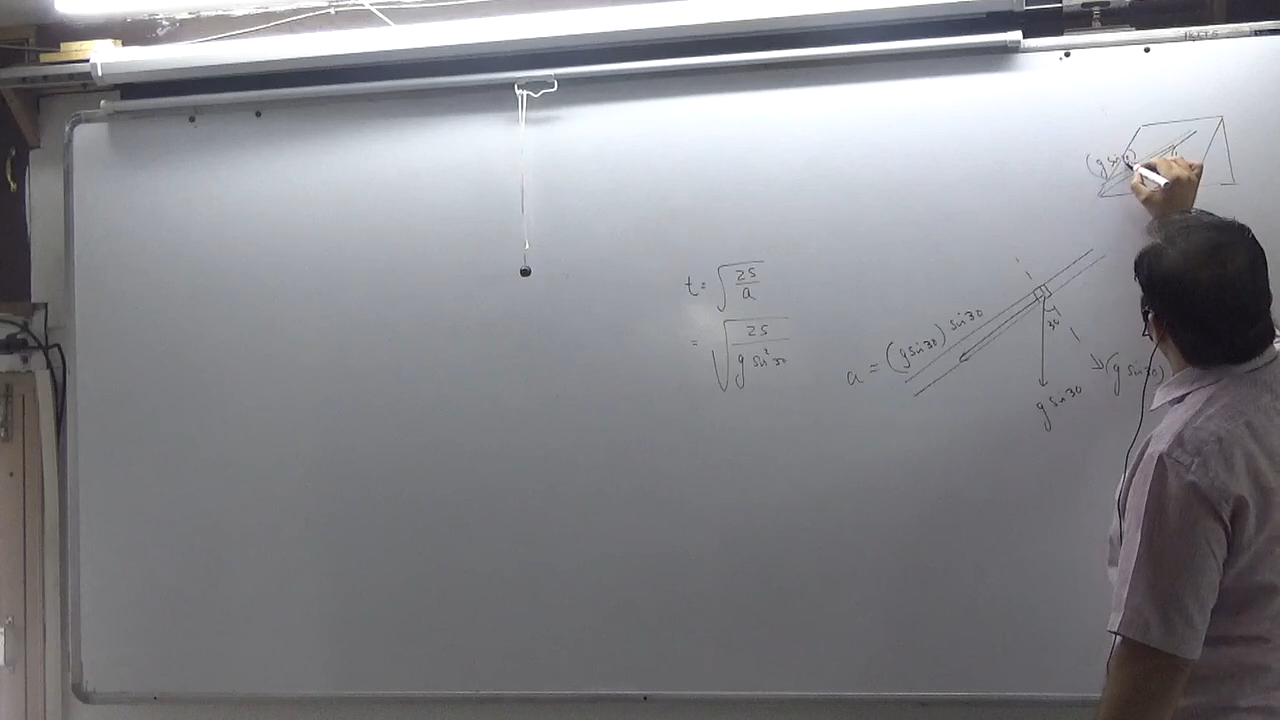 (g sin
t = √(2S/a)
= √(2S/(g sin²30))
a = (g sin30) sin30
30
g sin30
(g sin30)